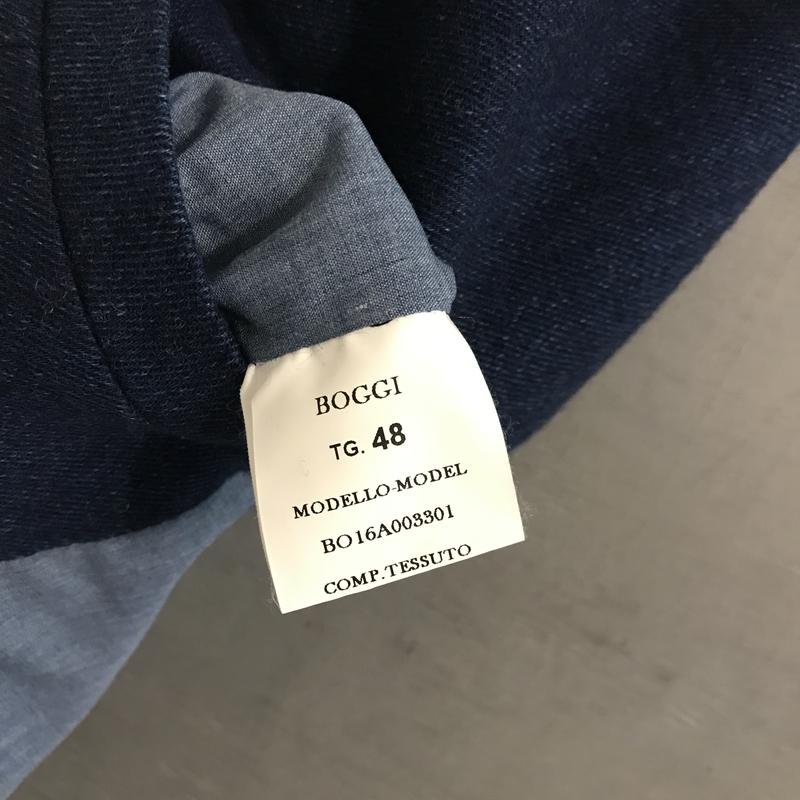 BOGGI
TG. 48
MODELLO-MODEL
BO16A003301
COMP.TESSUTO